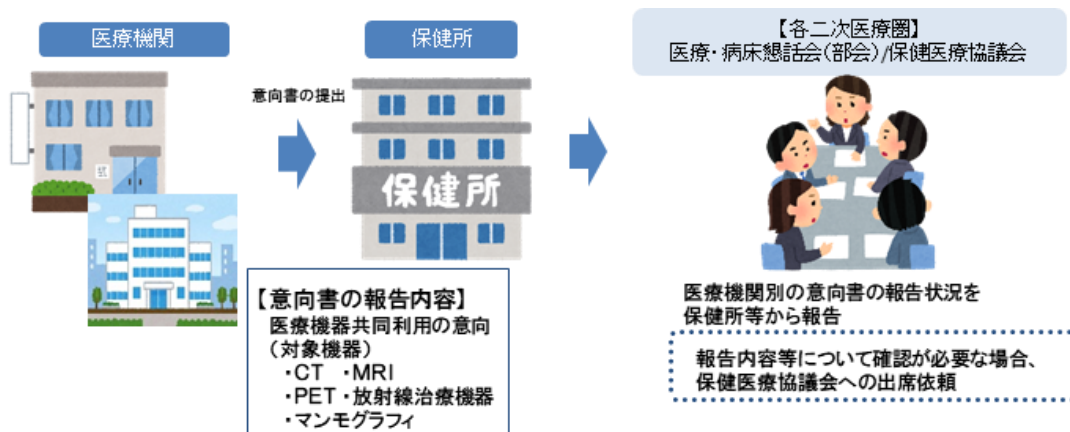 医療機関
保健所
【各二次医療圏】
医療・病床懇話会(部会)/保健医療協議会
意向書の提出
保健所
【意向書の報告内容】
医療機器共同利用の意向
(対象機器)
・CT ・MRI
・PET・放射線治療機器
・マンモグラフィ
医療機関別の意向書の報告状況を
保健所等から報告
報告内容等について確認が必要な場合、
保健医療協議会への出席依頼